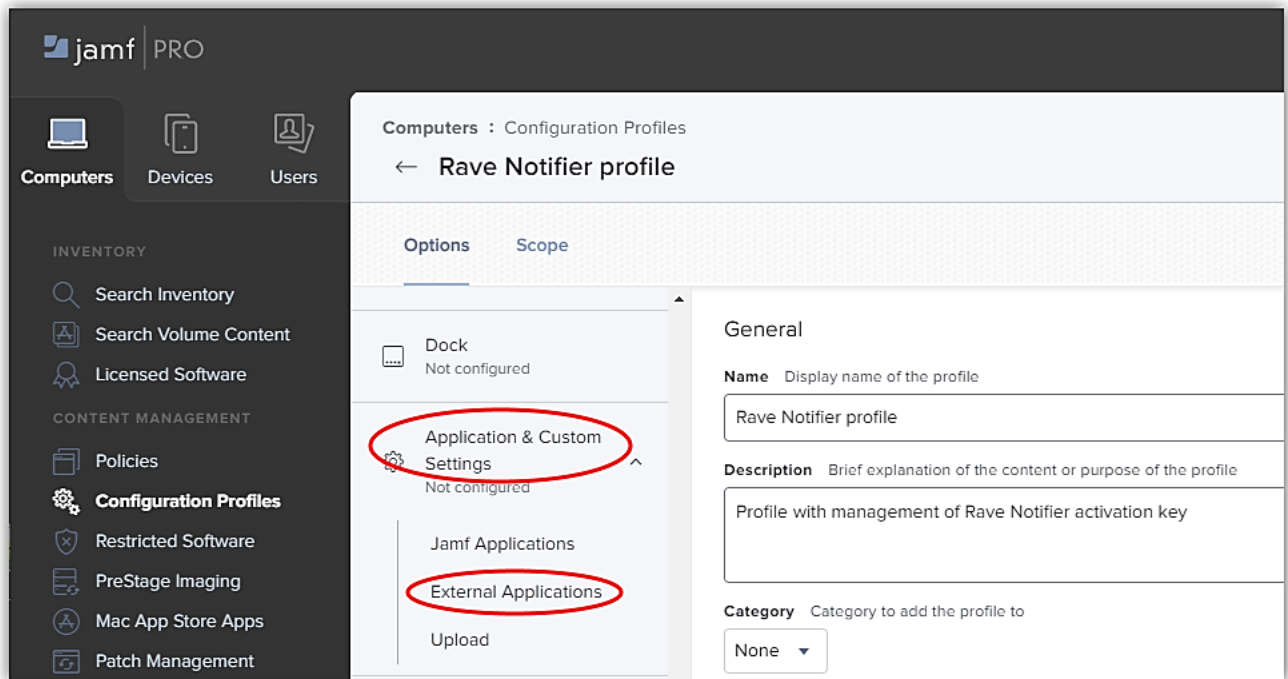 jamf PRO
Computers
Devices
Users
INVENTORY
Search Inventory
Search Volume Content
Licensed Software
CONTENT MANAGEMENT
Policies
Configuration Profiles
Restricted Software
PreStage Imaging
Mac App Store Apps
Patch Management
Computers : Configuration Profiles
← Rave Notifier profile
Options Scope
Dock
Not configured
Application & Custom
Settings
Not configured
Jamf Applications
External Applications
Upload
General
Name Display name of the profile
Rave Notifier profile
Description Brief explanation of the content or purpose of the profile
Profile with management of Rave Notifier activation key
Category Category to add the profile to
None